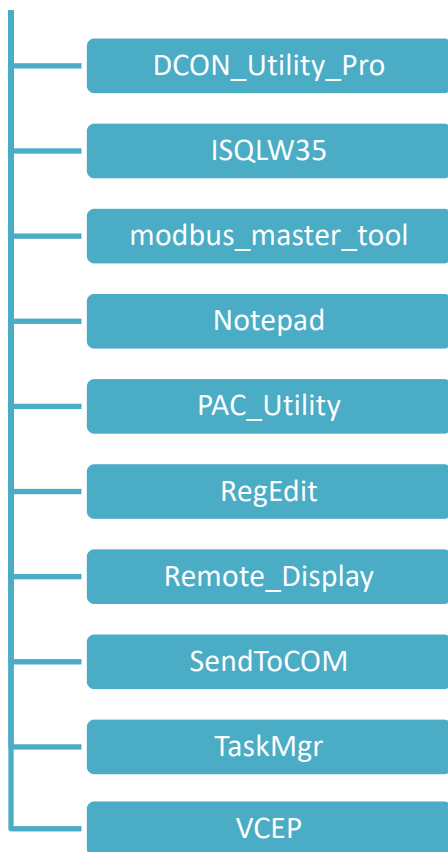 DCON_Utility_Pro
ISQLW35
modbus_master_tool
Notepad
PAC_Utility
RegEdit
Remote_Display
SendToCOM
TaskMgr
VCEP